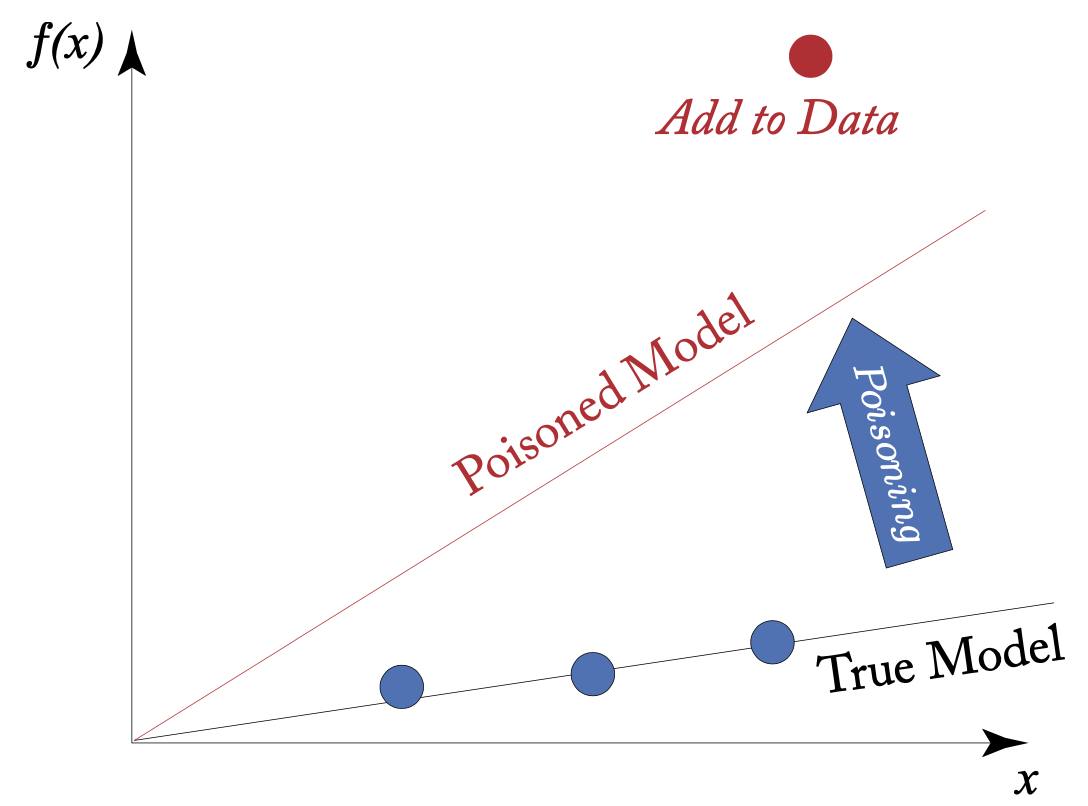 f(x)
Add to Data
Poisoned Model
Poisoning
True Model
x